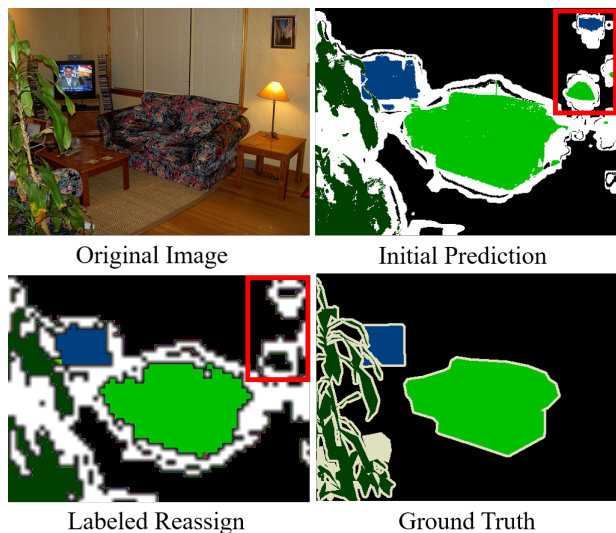 Original Image
Initial Prediction
Labeled Reassign
Ground Truth